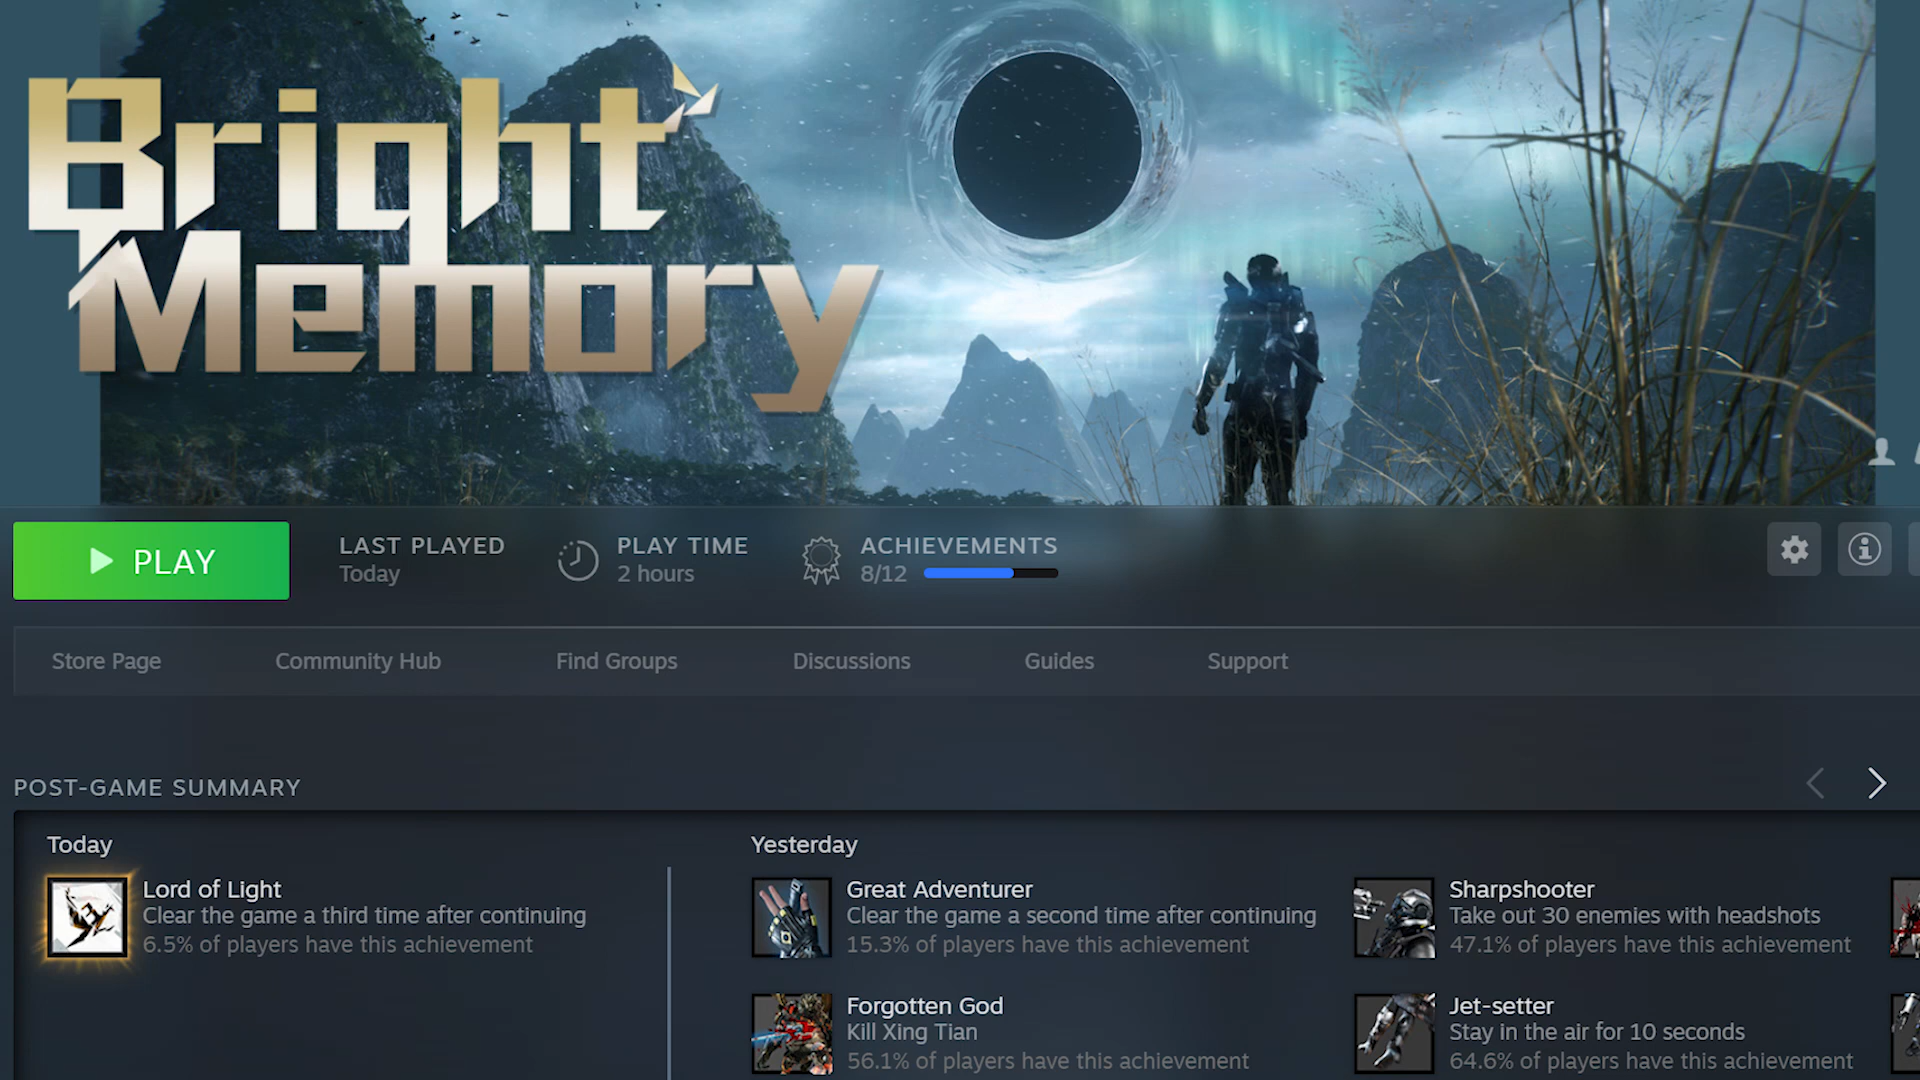 Bright
Memory
PLAY
LAST PLAYED
Today
PLAY TIME
2 hours
ACHIEVEMENTS
8/12
Store Page
Community Hub
Find Groups
Discussions
Guides
Support
POST-GAME SUMMARY
Today
Lord of Light
Clear the game a third time after continuing
6.5% of players have this achievement
Yesterday
Great Adventurer
Clear the game a second time after continuing
15.3% of players have this achievement
Sharpshooter
Take out 30 enemies with headshots
47.1% of players have this achievement
Forgotten God
Kill Xing Tian
56.1% of players have this achievement
Jet-setter
Stay in the air for 10 seconds
64.6% of players have this achievement